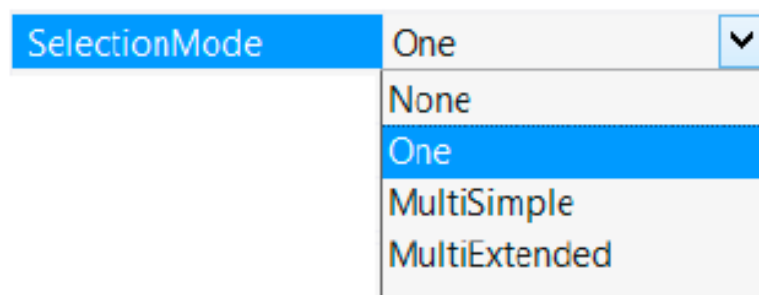 SelectionMode One
None
One
MultiSimple
MultiExtended